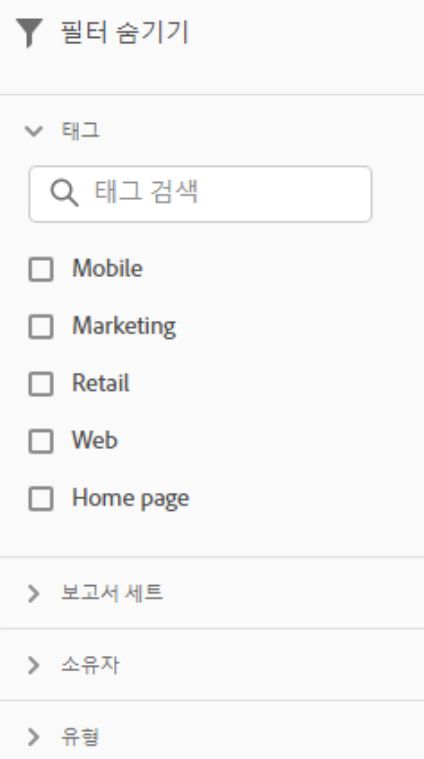 필터 숨기기
태그
태그 검색
Mobile
Marketing
Retail
Web
Home page
보고서 세트
소유자
유형